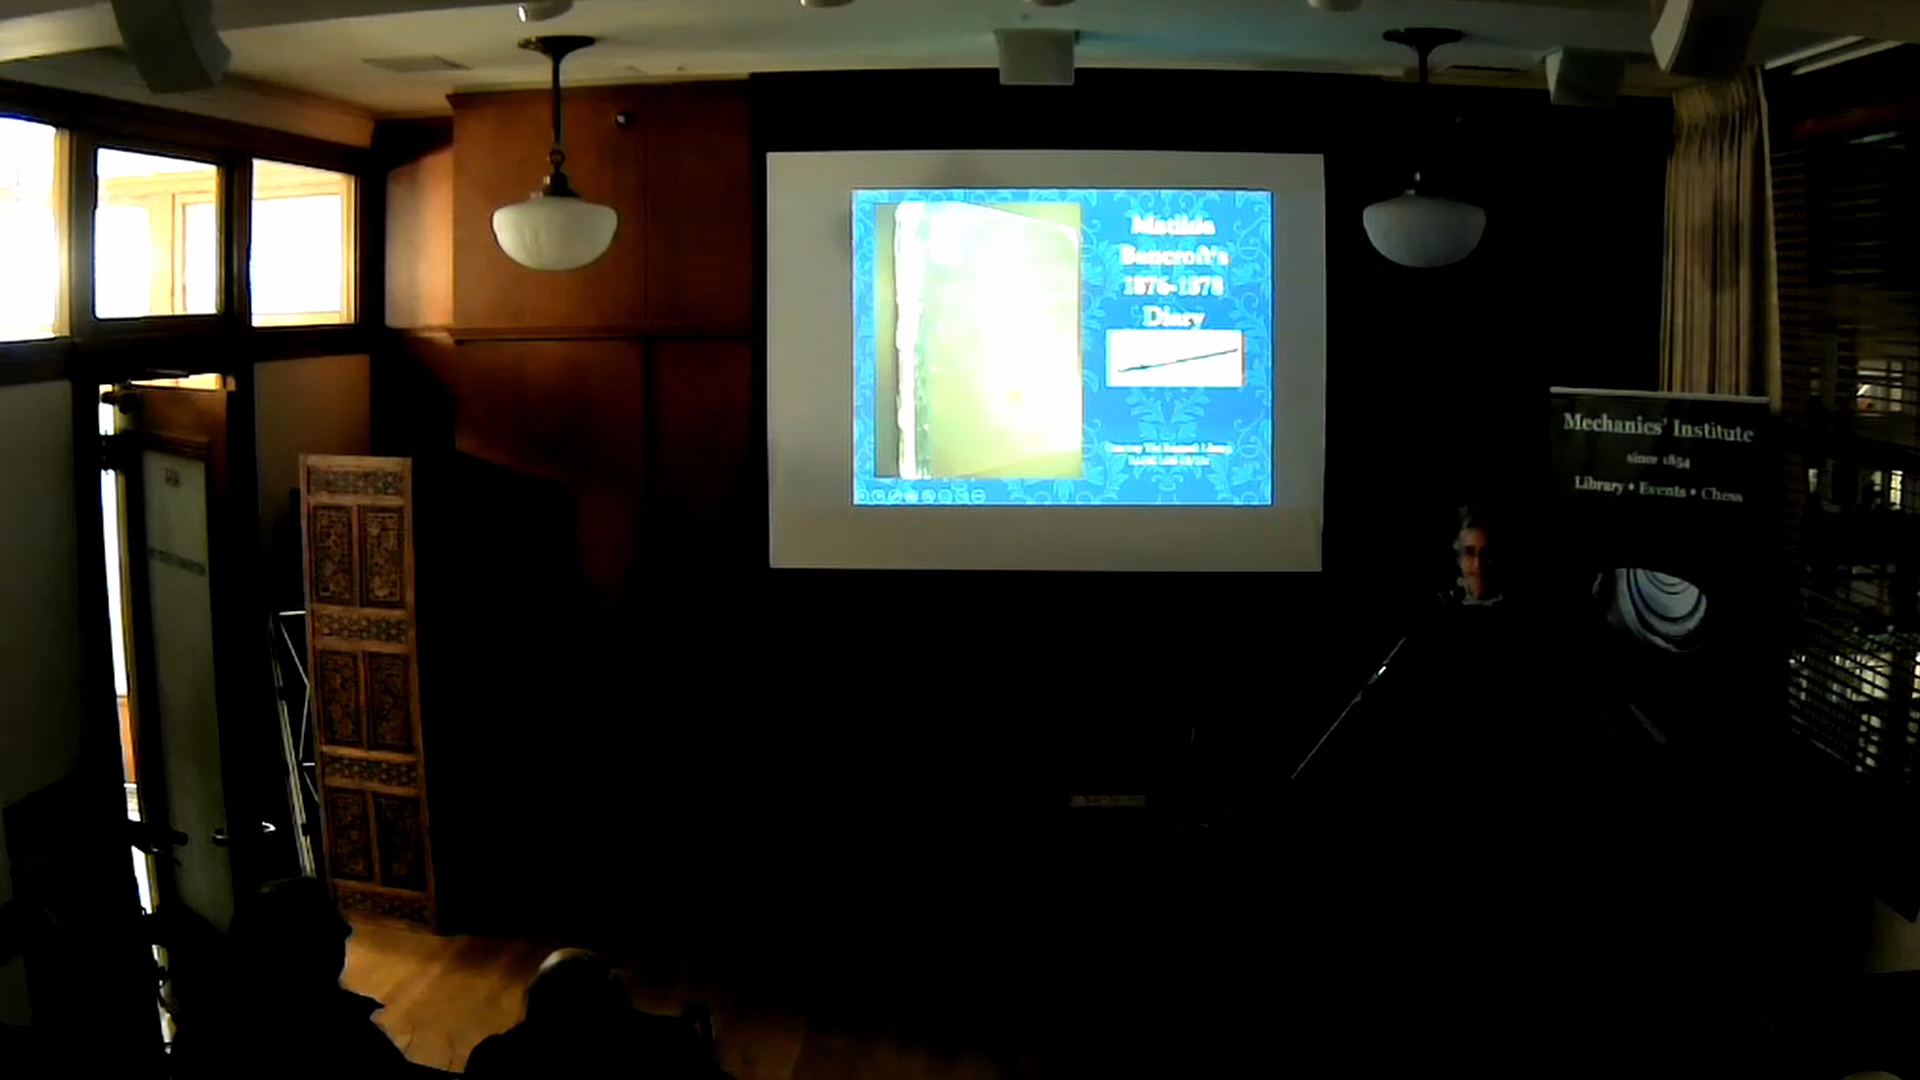 Matilda
Bancroft's
1876-1878
Diary
Mechanics' Institute
since 1854
Library • Events • Chess